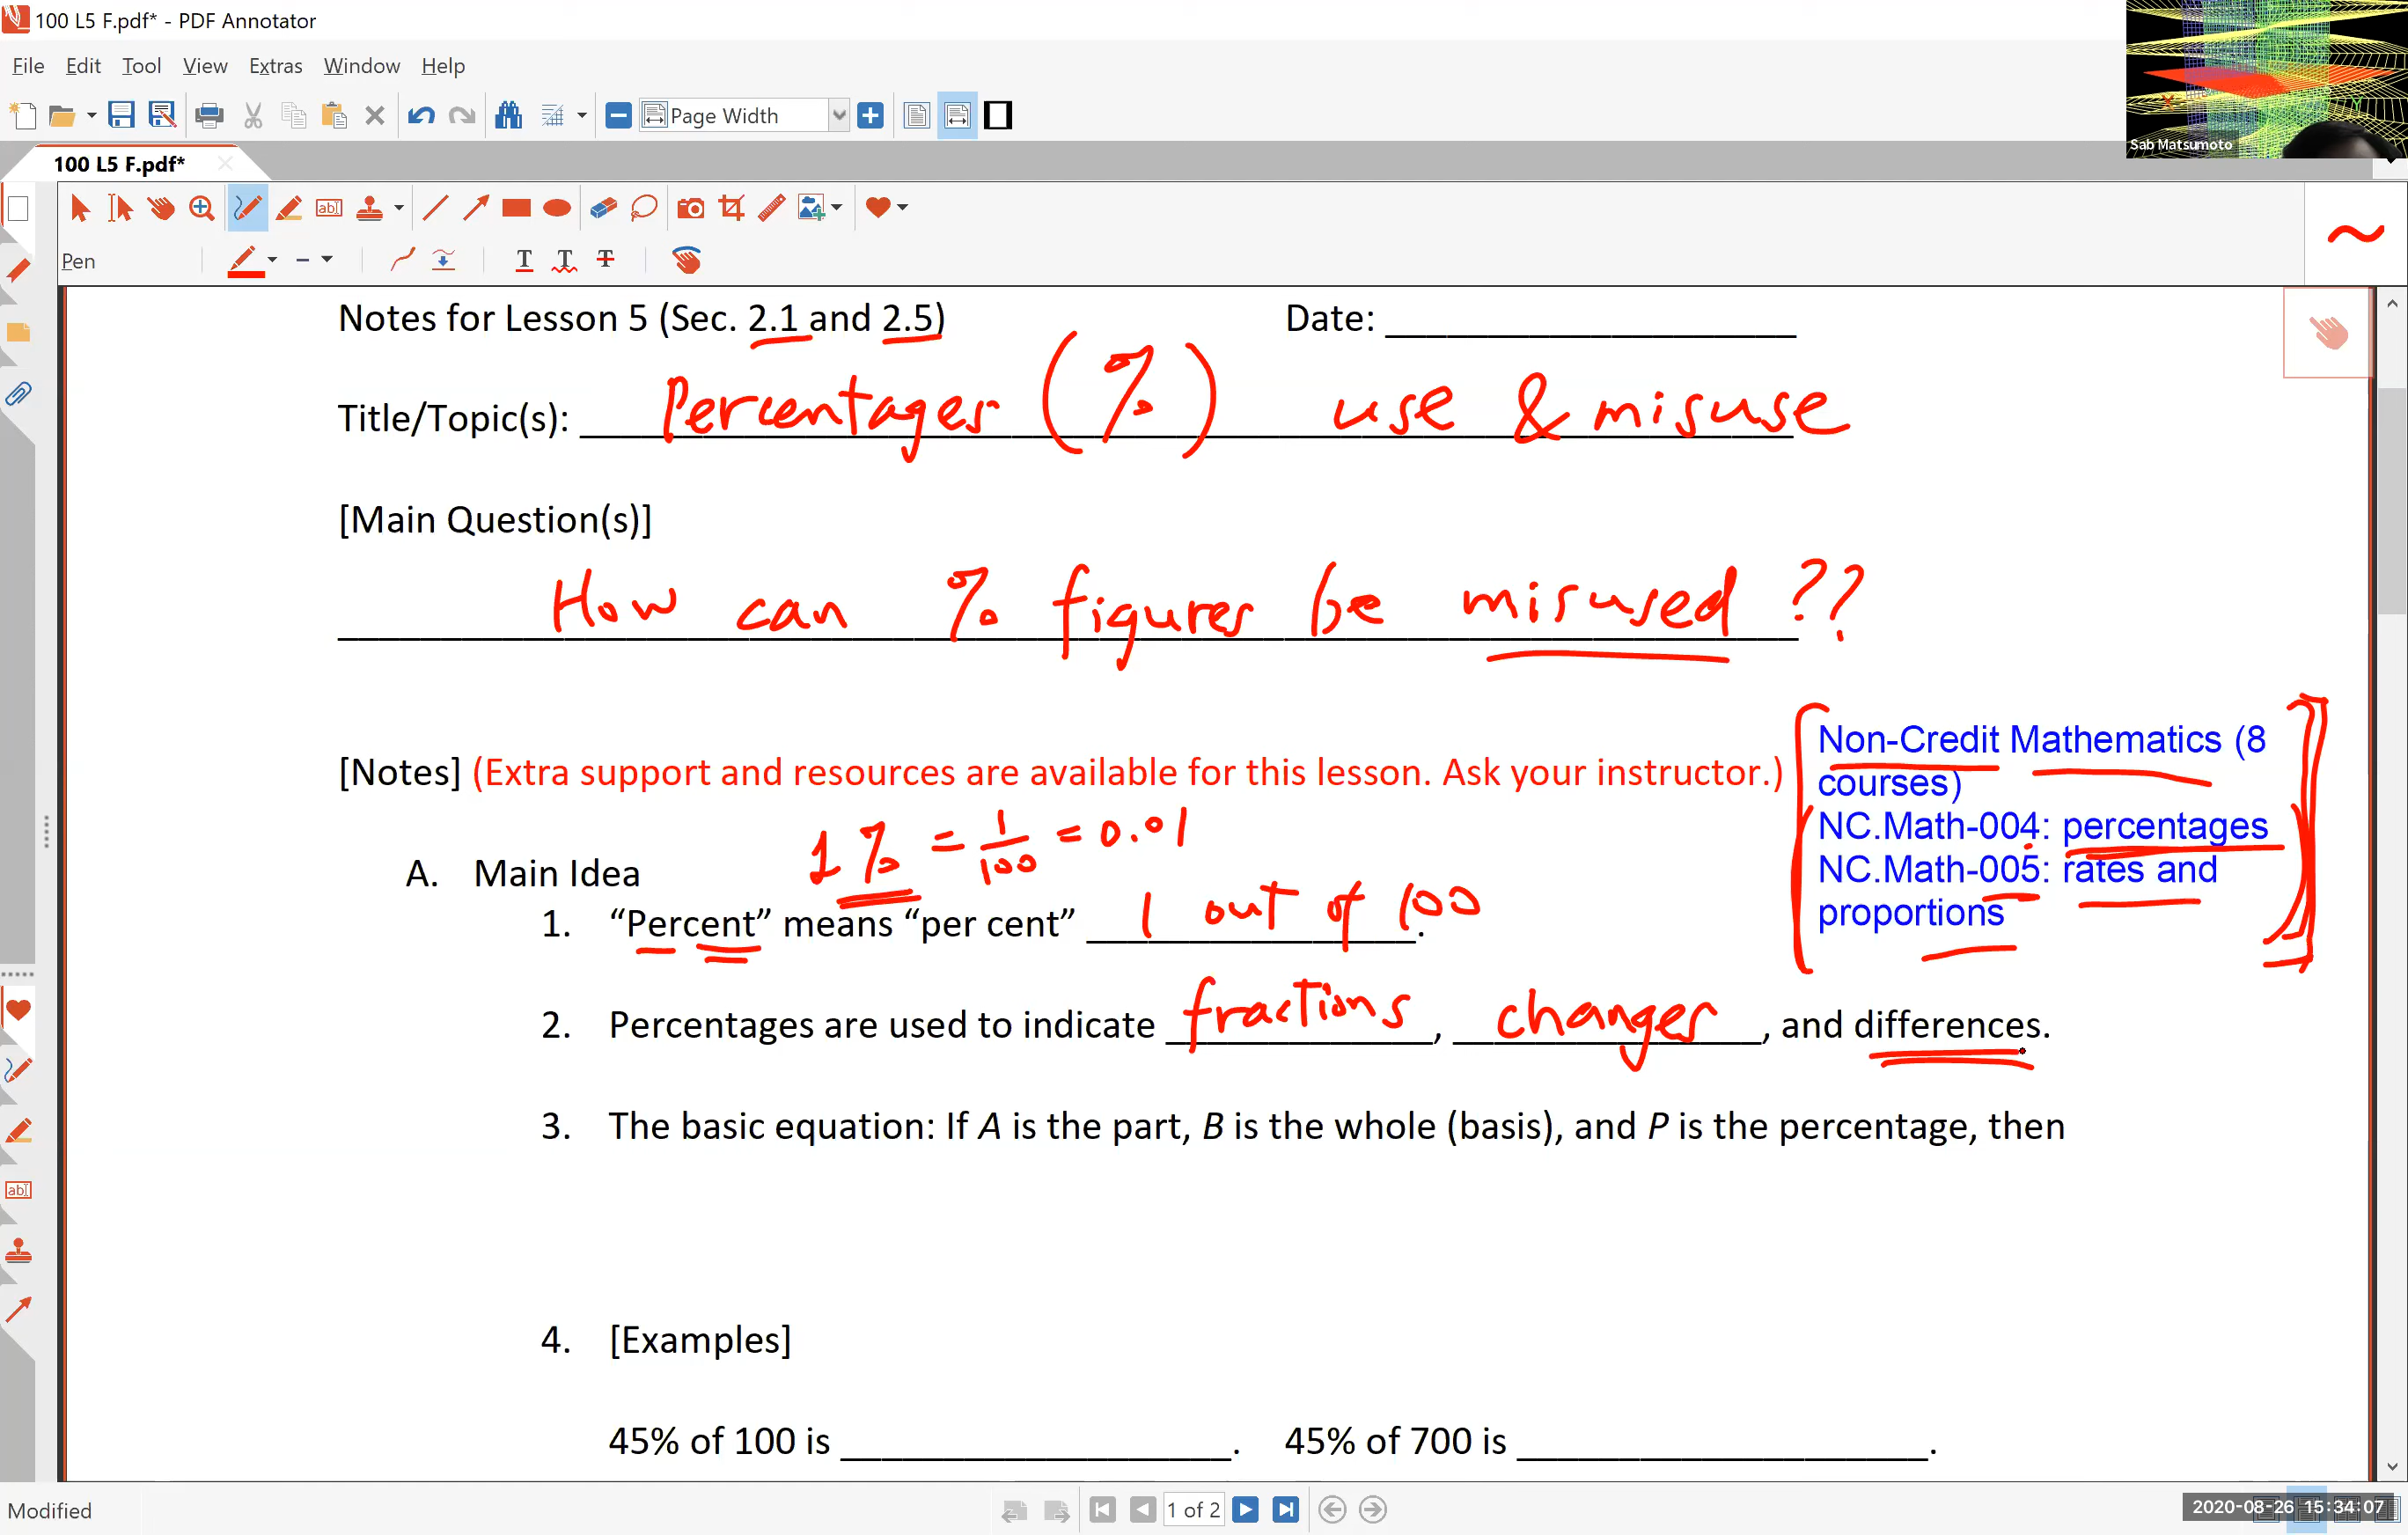 100 L5 F.pdf* - PDF Annotator
File Edit Tool View Extras Window Help
Page Width
Sab Matsumoto
100 L5 F.pdf*
Pen
Notes for Lesson 5 (Sec. 2.1 and 2.5) Date: ____________________
Title/Topic(s): Percentages (%) use & misuse
[Main Question(s)]
How can % figures be misused ??
[Notes] (Extra support and resources are available for this lesson. Ask your instructor.)
Non-Credit Mathematics (8
courses)
NC.Math-004: percentages
NC.Math-005: rates and
proportions
1% = 1/100 = 0.01
A. Main Idea
1. “Percent” means “per cent” 1 out of 100.
2. Percentages are used to indicate fractions, changes, and differences.
3. The basic equation: If A is the part, B is the whole (basis), and P is the percentage, then
4. [Examples]
45% of 100 is ___________________. 45% of 700 is ____________________.
Modified
1 of 2
2020-08-26 15:34:07